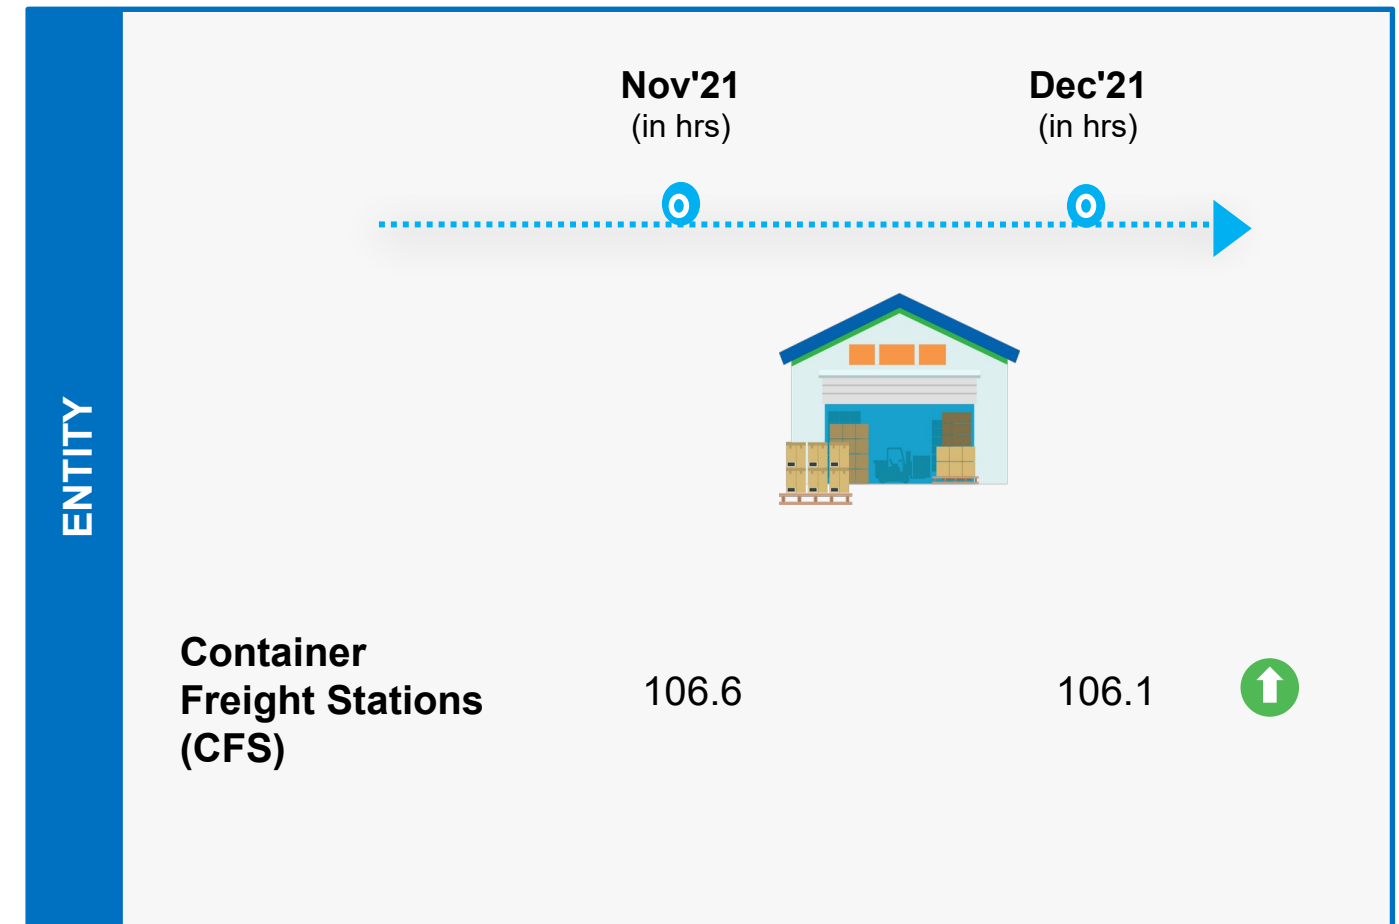 ENTITY
Nov'21
(in hrs)
Dec'21
(in hrs)
Container
Freight Stations
(CFS)
106.6
106.1